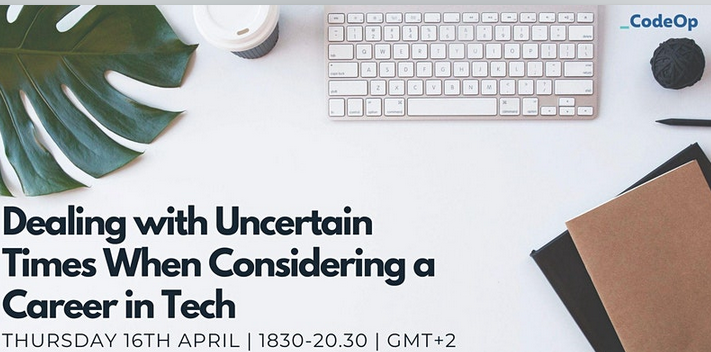 _CodeOp
Dealing with Uncertain
Times When Considering a
Career in Tech
THURSDAY 16TH APRIL | 1830-20.30 | GMT+2